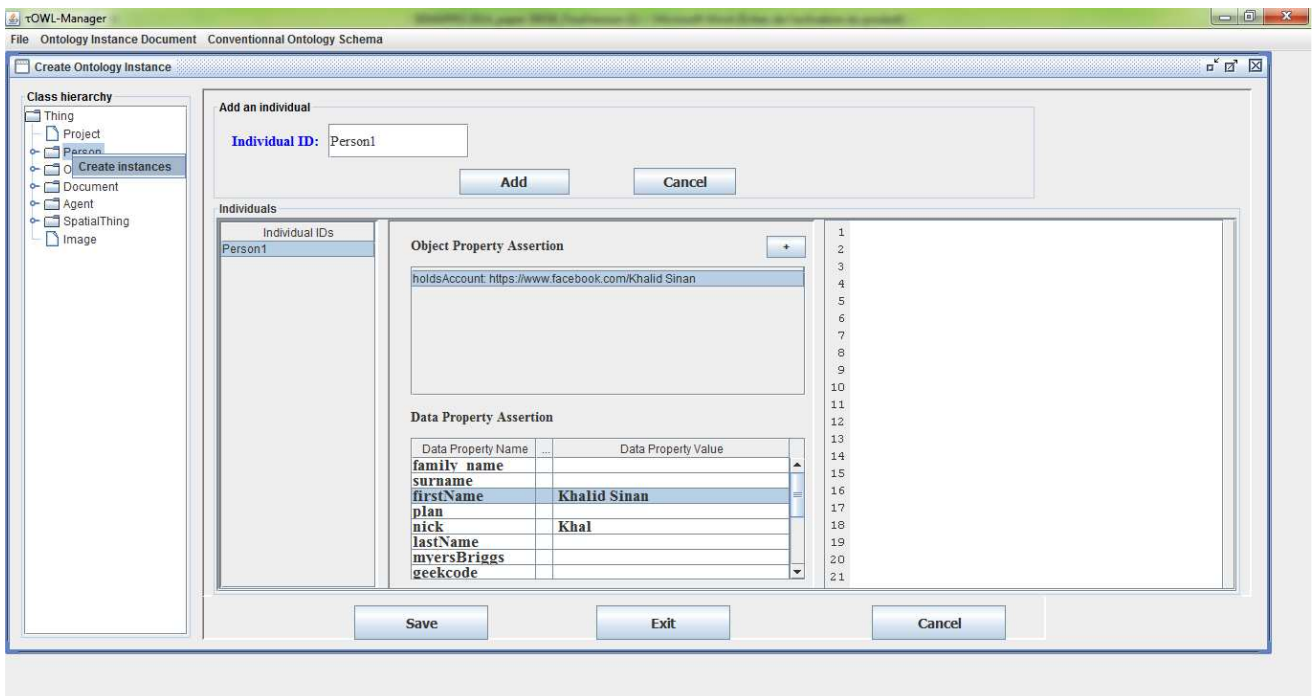 τOWL-Manager
File Ontology Instance Document Conventionnal Ontology Schema
Create Ontology Instance
Class hierarchy
Thing
Project
Person
Create instances
O
Document
Agent
SpatialThing
Image
Add an individual
Individual ID: Person1
Add Cancel
Individuals
Individual IDs
Person1
Object Property Assertion +
holdsAccount: https://www.facebook.com/Khalid Sinan
Data Property Assertion
Data Property Name ... Data Property Value
family_name
surname
firstName Khalid Sinan
plan
nick Khal
lastName
myersBriggs
geekcode
1
2
3
4
5
6
7
8
9
10
11
12
13
14
15
16
17
18
19
20
21
Save Exit Cancel